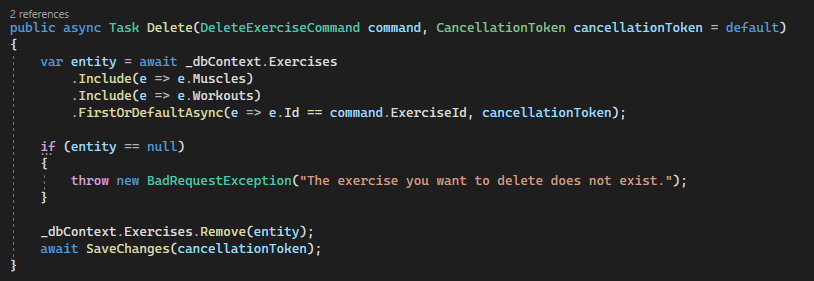 2 references
public async Task Delete(DeleteExerciseCommand command, CancellationToken cancellationToken = default)
{
    var entity = await _dbContext.Exercises
        .Include(e => e.Muscles)
        .Include(e => e.Workouts)
        .FirstOrDefaultAsync(e => e.Id == command.ExerciseId, cancellationToken);

    if (entity == null)
    {
        throw new BadRequestException("The exercise you want to delete does not exist.");
    }

    _dbContext.Exercises.Remove(entity);
    await SaveChanges(cancellationToken);
}